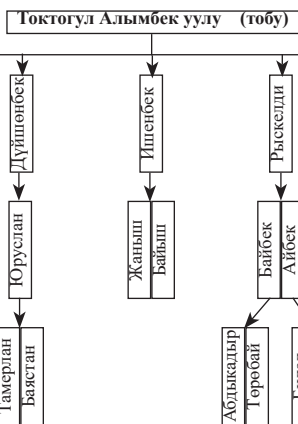 Токтогул Алымбек уулу (тобу)
Дүйшөнбек
Ишенбек
Рыскелди
Юруслан
Жаныш
Байыш
Байбек
Айбек
Тамерлан
Баястан
Абдыкадыр
Төрөбай